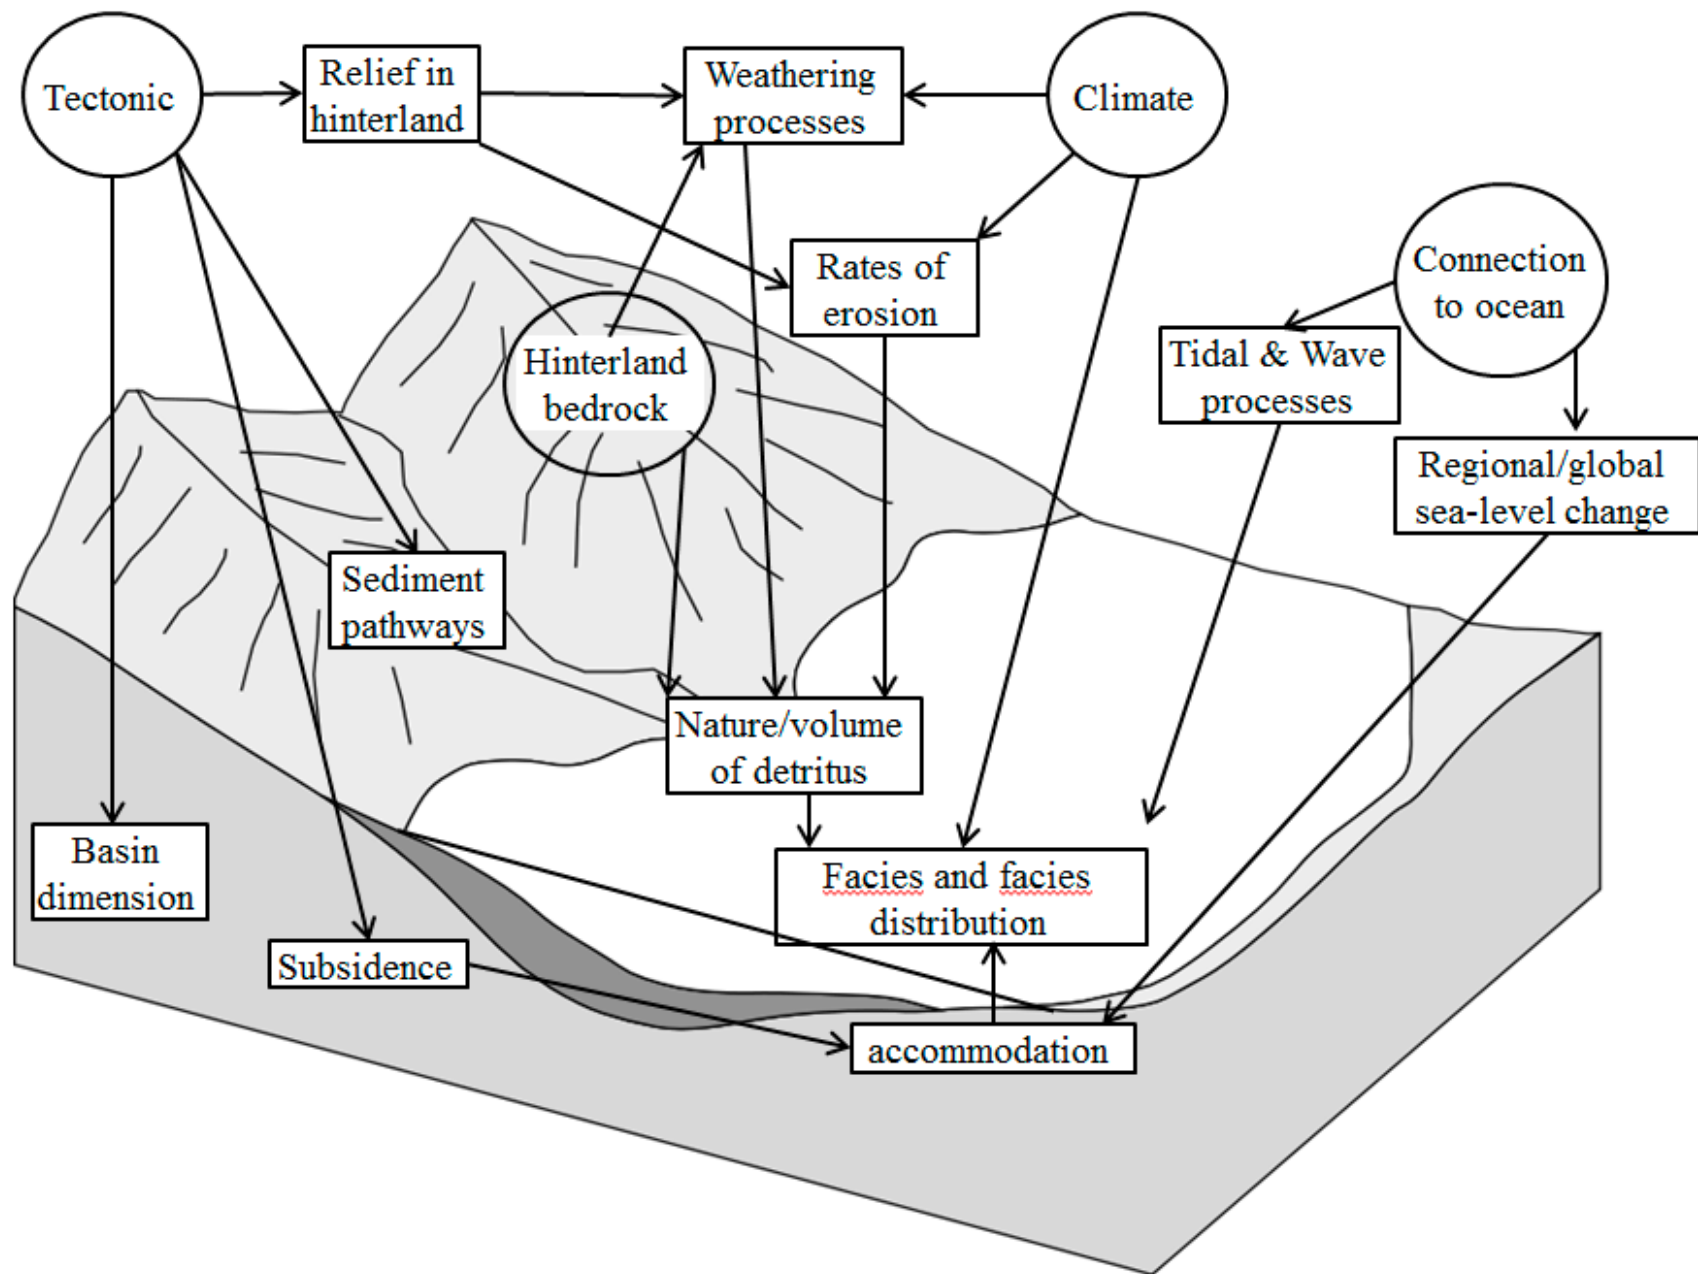 Tectonic
Relief in
hinterland
Weathering
processes
Climate
Connection
to ocean
Rates of
erosion
Hinterland
bedrock
Tidal & Wave
processes
Regional/global
sea-level change
Sediment
pathways
Nature/volume
of detritus
Basin
dimension
Facies and facies
distribution
Subsidence
accommodation